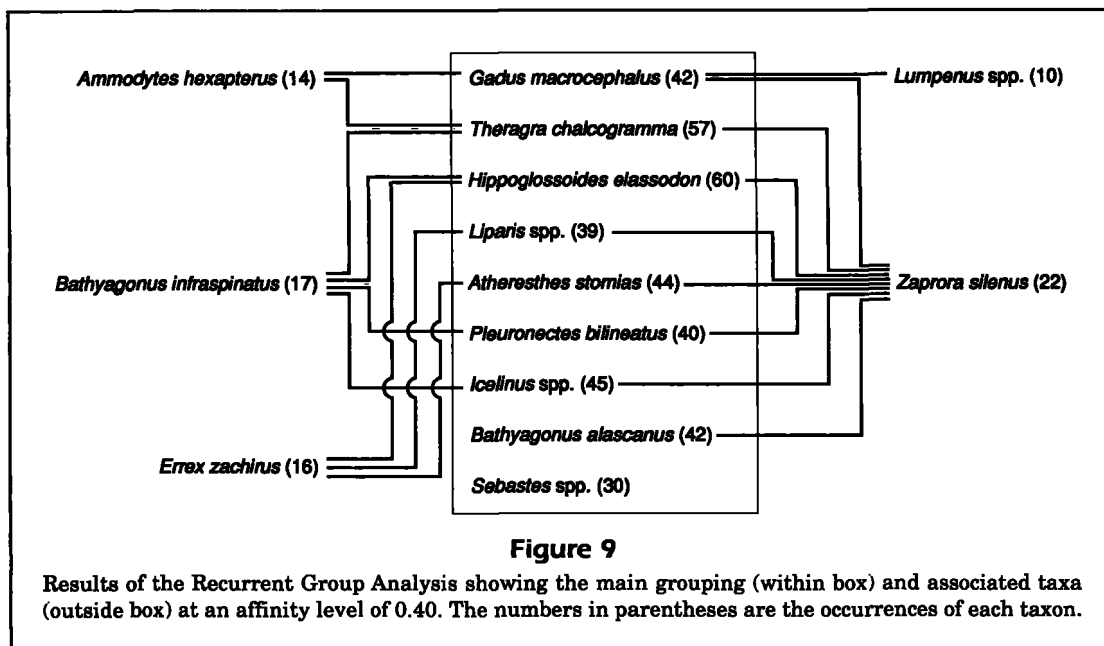 Ammodytes hexapterus (14)
Gadus macrocephalus (42)
Lumpenus spp. (10)
Theragra chalcogramma (57)
Hippoglossoides elassodon (60)
Liparis spp. (39)
Bathyagonus infraspinatus (17)
Atheresthes stomias (44)
Zaprora silenus (22)
Pleuronectes bilineatus (40)
Icelinus spp. (45)
Bathyagonus alascanus (42)
Errex zachirus (16)
Sebastes spp. (30)
Figure 9
Results of the Recurrent Group Analysis showing the main grouping (within box) and associated taxa
(outside box) at an affinity level of 0.40. The numbers in parentheses are the occurrences of each taxon.